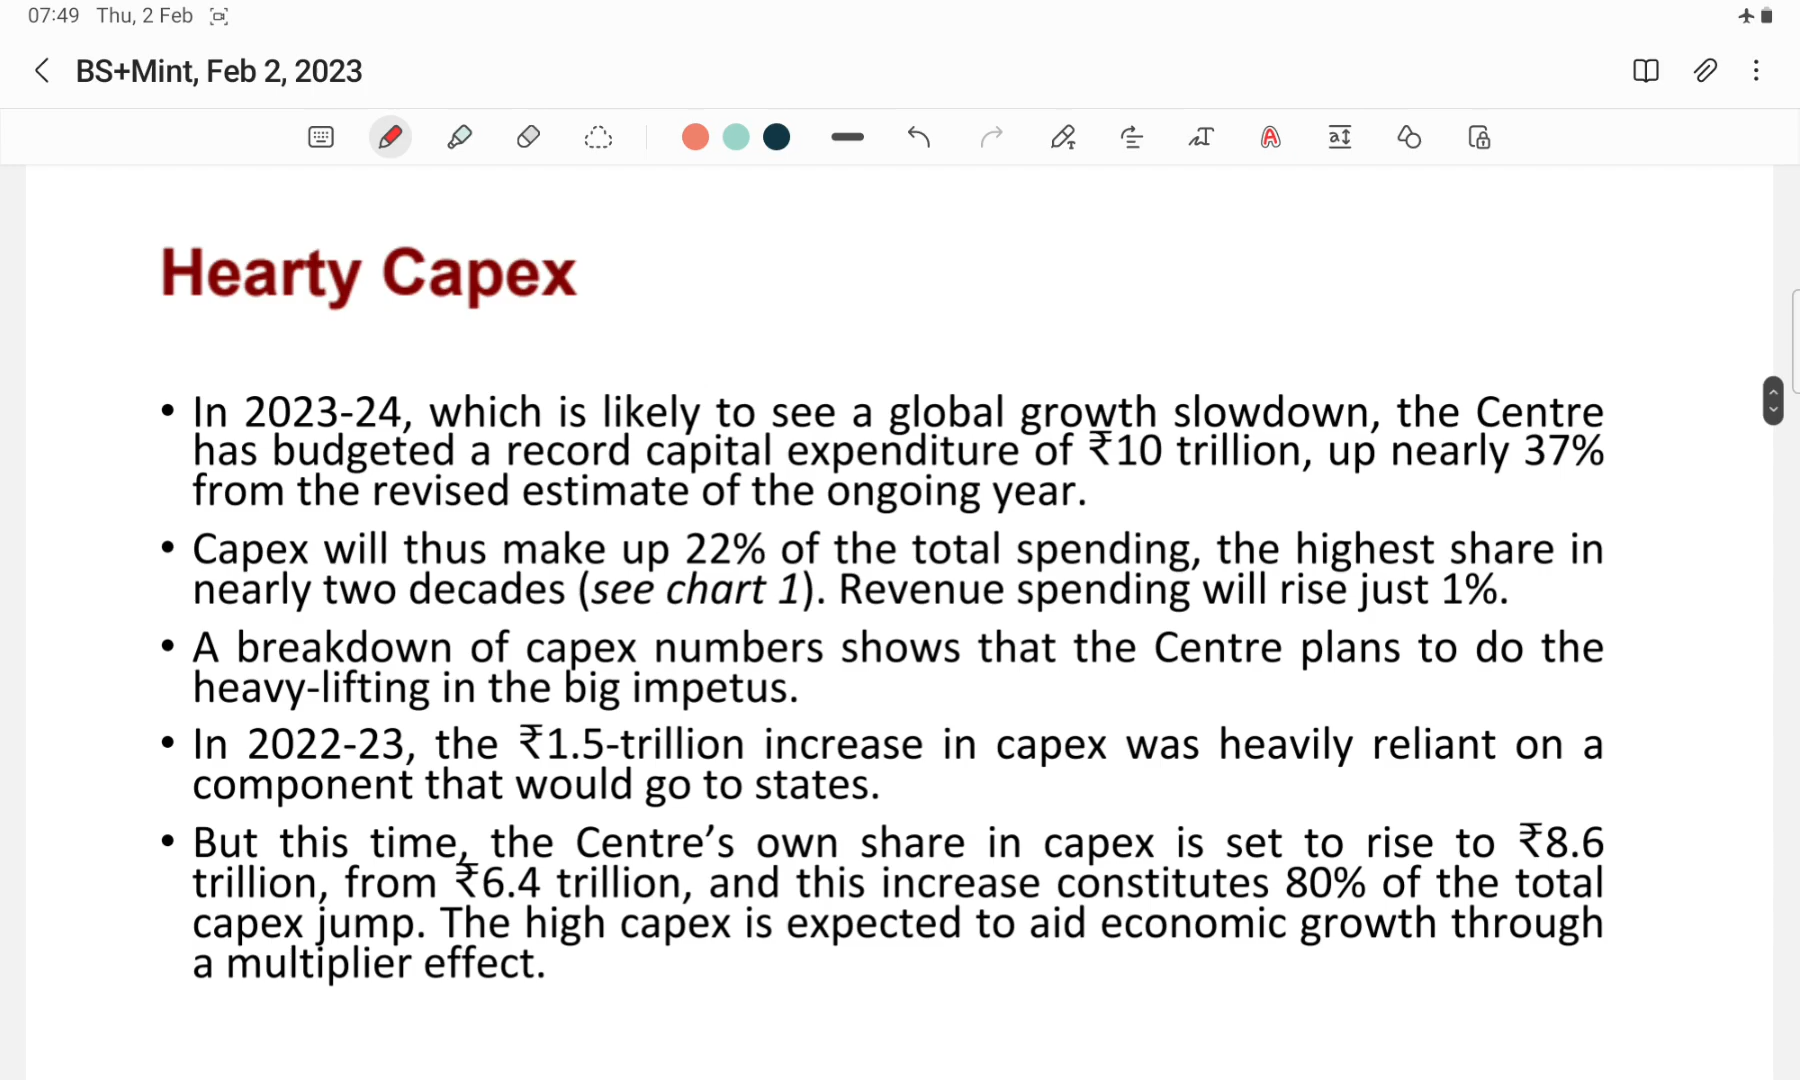 07:49 Thu, 2 Feb
BS+Mint, Feb 2, 2023
Hearty Capex
• In 2023-24, which is likely to see a global growth slowdown, the Centre
has budgeted a record capital expenditure of ₹10 trillion, up nearly 37%
from the revised estimate of the ongoing year.
• Capex will thus make up 22% of the total spending, the highest share in
nearly two decades (see chart 1). Revenue spending will rise just 1%.
• A breakdown of capex numbers shows that the Centre plans to do the
heavy-lifting in the big impetus.
• In 2022-23, the ₹1.5-trillion increase in capex was heavily reliant on a
component that would go to states.
• But this time, the Centre’s own share in capex is set to rise to ₹8.6
trillion, from ₹6.4 trillion, and this increase constitutes 80% of the total
capex jump. The high capex is expected to aid economic growth through
a multiplier effect.